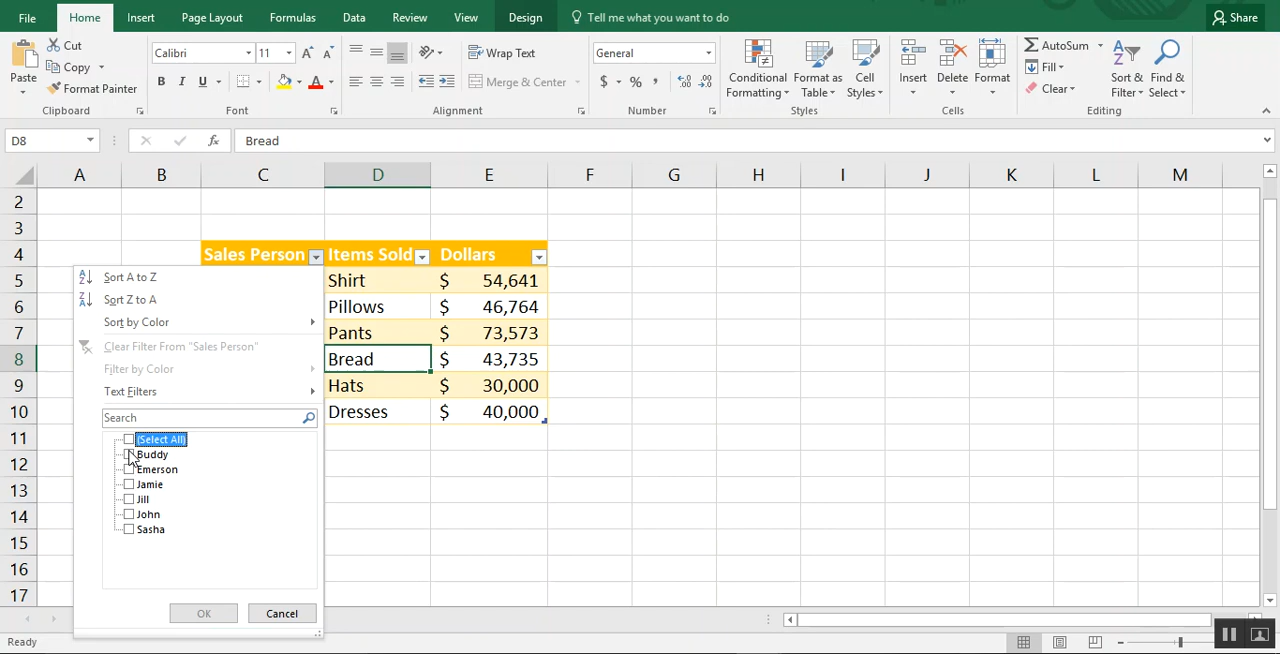 File Home Insert Page Layout Formulas Data Review View Design Tell me what you want to do Share
Paste Cut Copy Format Painter Clipboard
Calibri 11 A A B I U A Font
Wrap Text Merge & Center Alignment
General $ % , .0 .00 Number
Conditional Formatting Format as Table Cell Styles Styles
Insert Delete Format Cells
AutoSum Fill Clear Sort & Filter Find & Select Editing
D8 fx Bread
A B C D E F G H I J K L M
2
3
4 Sales Person Items Sold Dollars
5 Shirt $ 54,641
6 Pillows $ 46,764
7 Pants $ 73,573
8 Bread $ 43,735
9 Hats $ 30,000
10 Dresses $ 40,000
11
12
13
14
15
16
17
Sort A to Z
Sort Z to A
Sort by Color
Clear Filter From "Sales Person"
Filter by Color
Text Filters
Search
(Select All)
Buddy
Emerson
Jamie
Jill
John
Sasha
OK Cancel
Ready